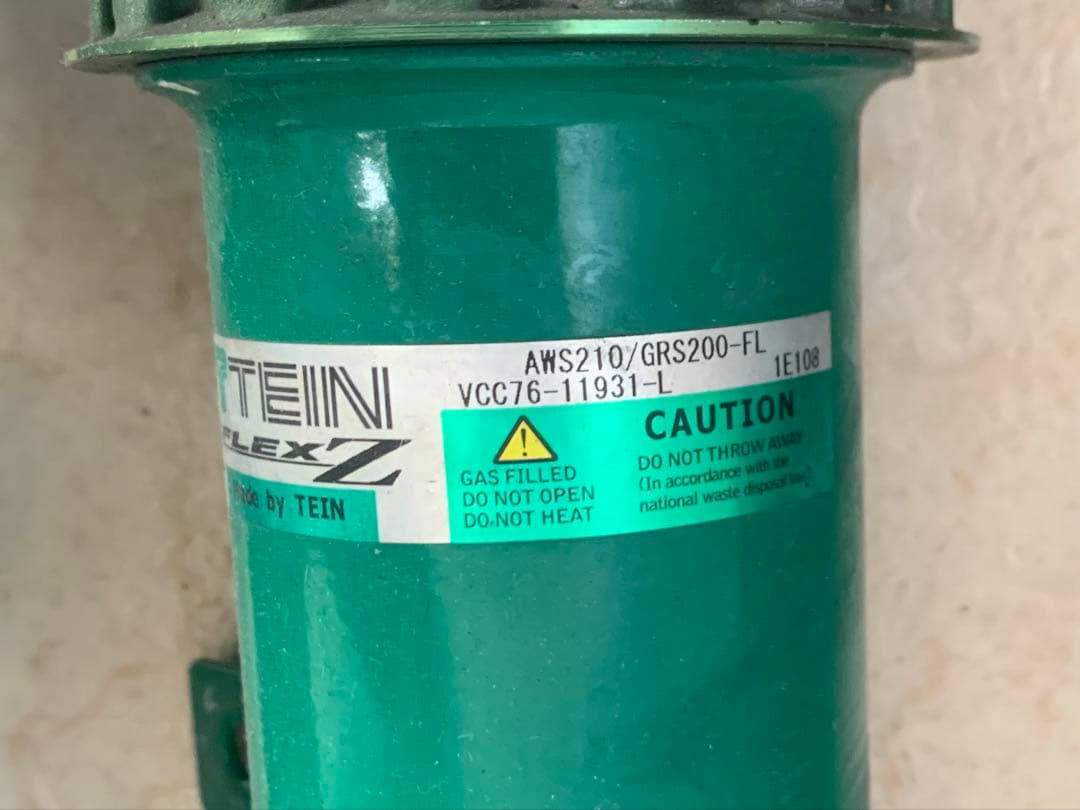 TEIN
FLEX Z
Made by TEIN
AWS210/GRS200-FL
VCC76-11931-L
1E108
CAUTION
GAS FILLED
DO NOT OPEN
DO NOT HEAT
DO NOT THROW AWAY
(In accordance with the
national waste disposal law.)